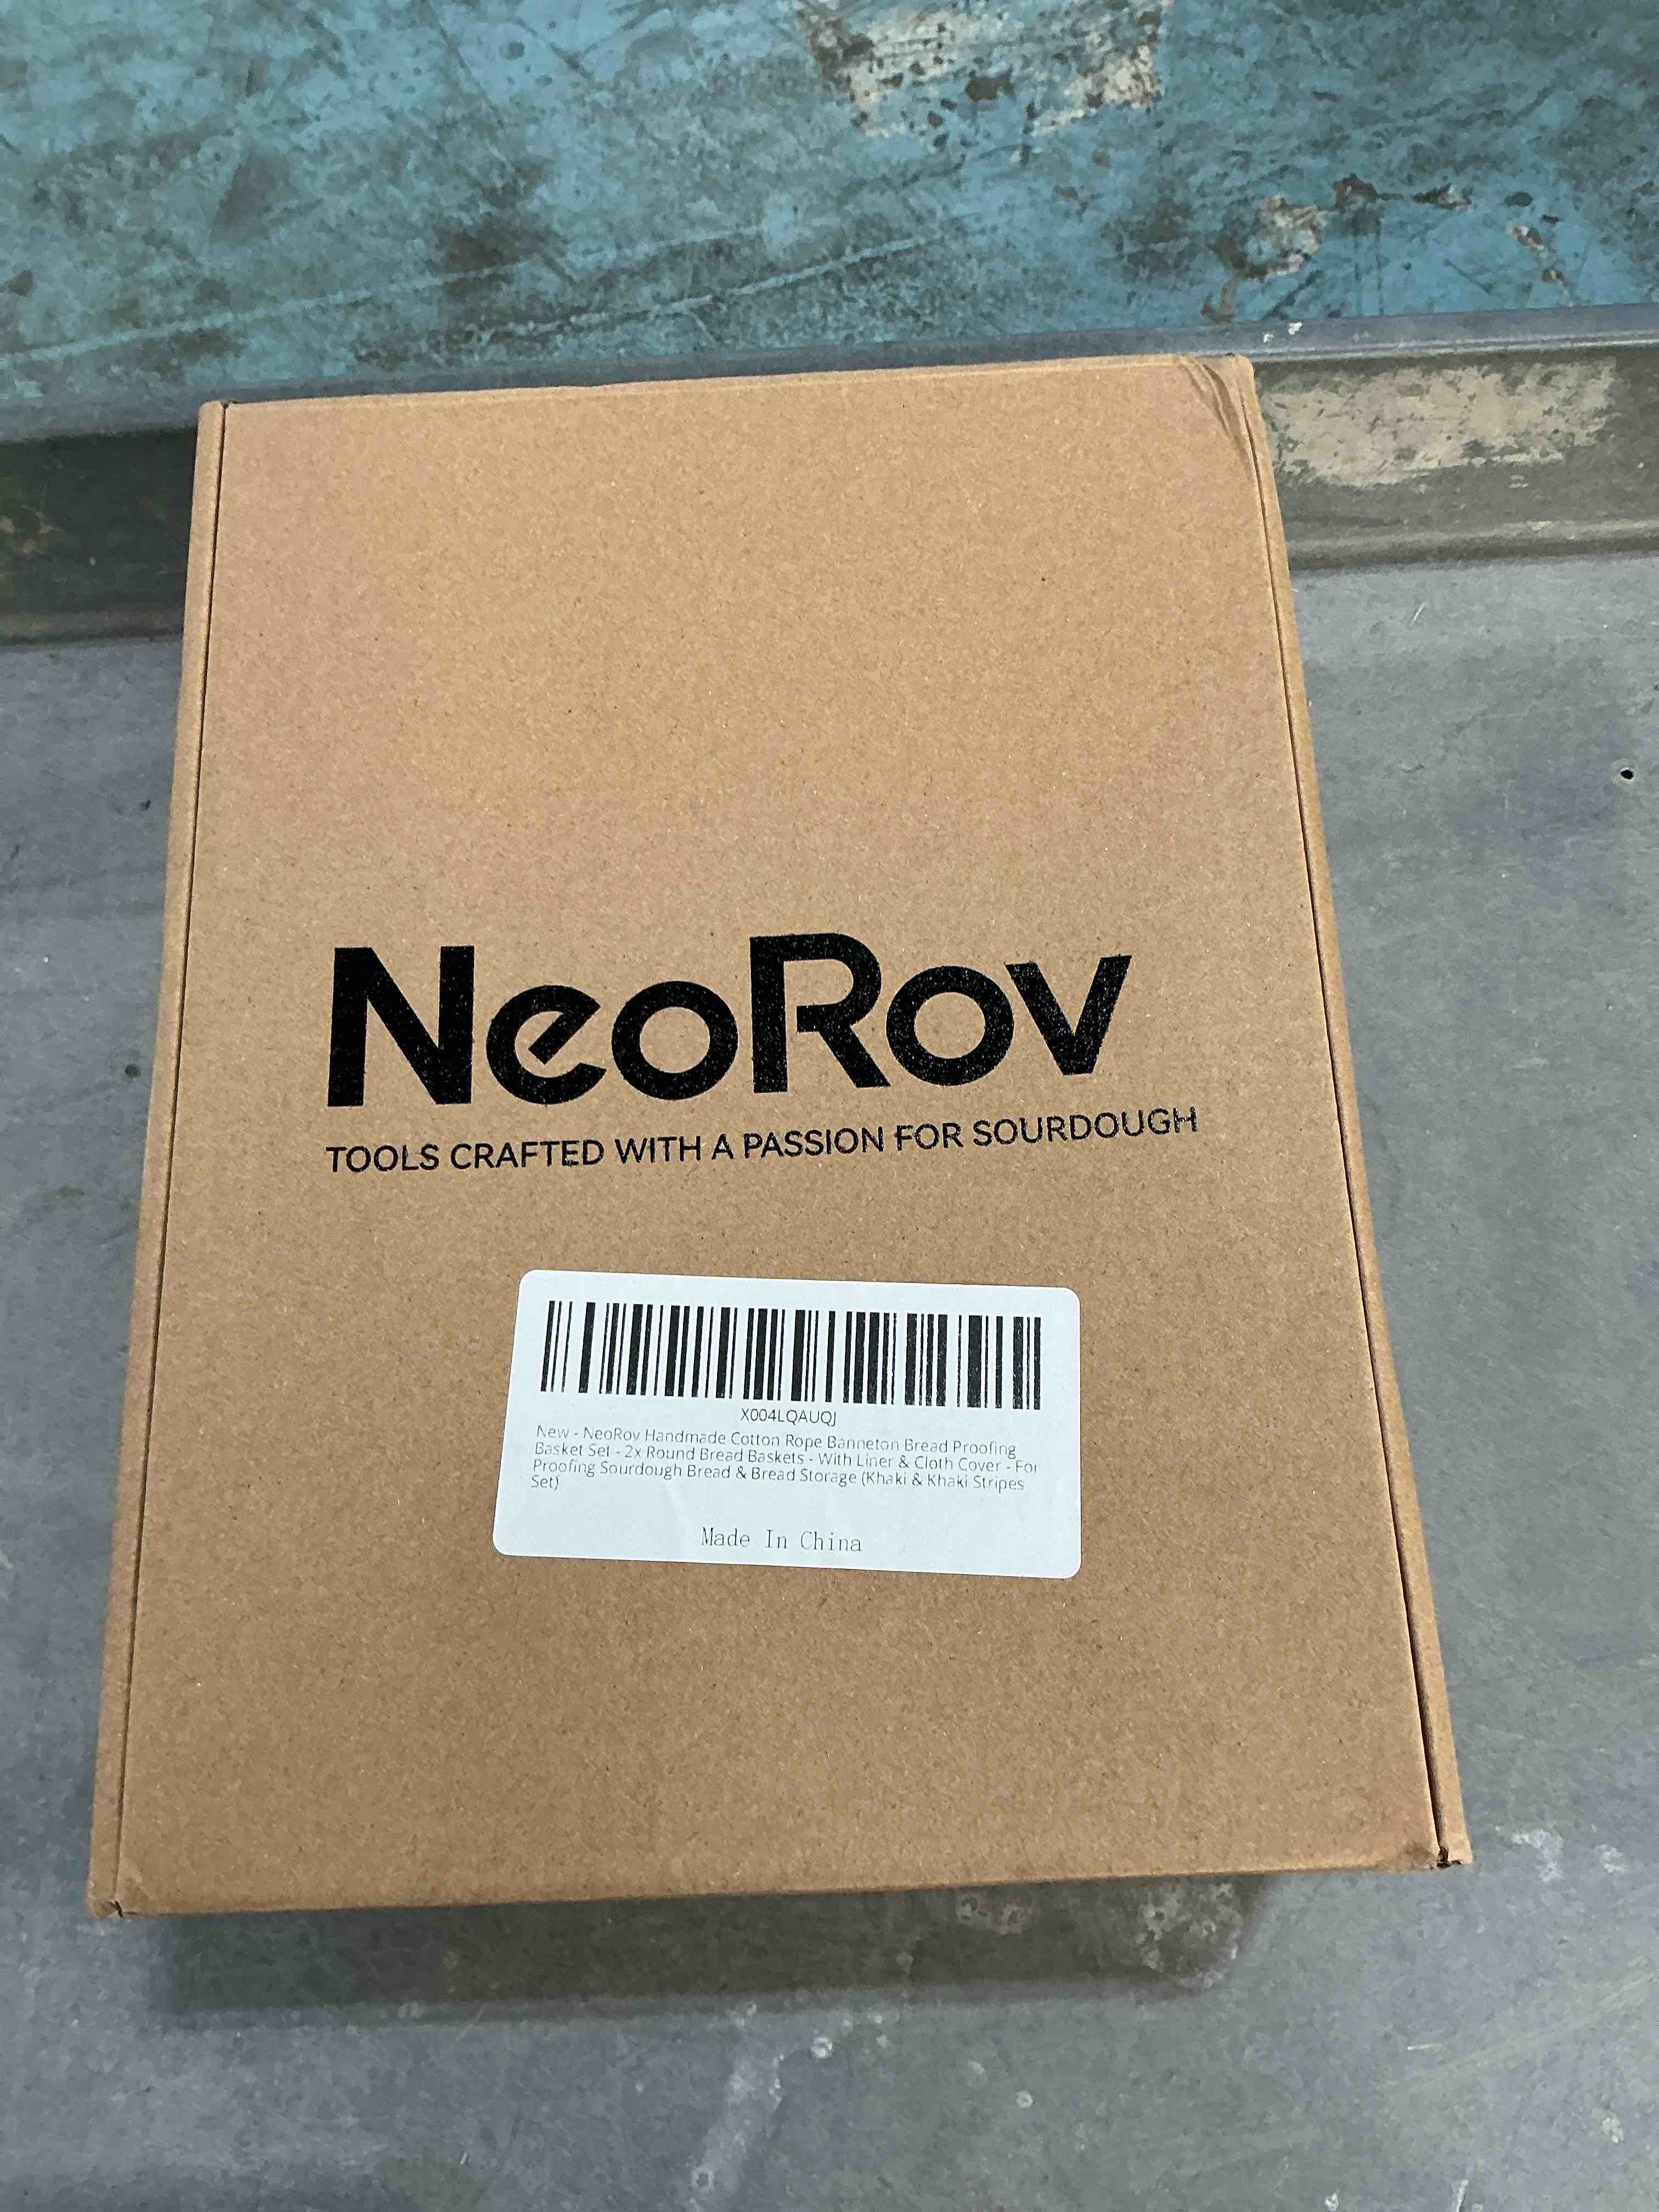 NeoRov
TOOLS CRAFTED WITH A PASSION FOR SOURDOUGH
X004LQAUQJ
New - NeoRov Handmade Cotton Rope Banneton Bread Proofing
Basket Set - 2x Round Bread Baskets - With Liner & Cloth Cover - For
Proofing Sourdough Bread & Bread Storage (Khaki & Khaki Stripes
Set)
Made In China